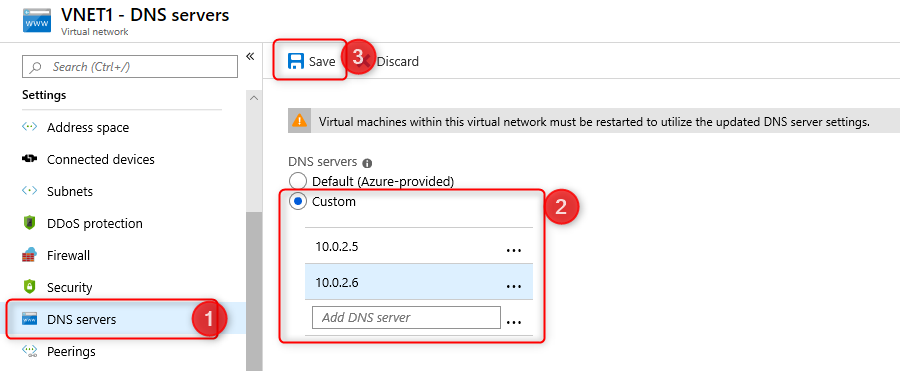 VNET1 - DNS servers
Virtual network
WWW
Search (Ctrl+/)
«
Settings
Address space
Connected devices
Subnets
DDoS protection
Firewall
Security
DNS servers
1
Peerings
Save
3
Discard
Virtual machines within this virtual network must be restarted to utilize the updated DNS server settings.
DNS servers
Default (Azure-provided)
Custom
2
10.0.2.5 ...
10.0.2.6 ...
Add DNS server ...